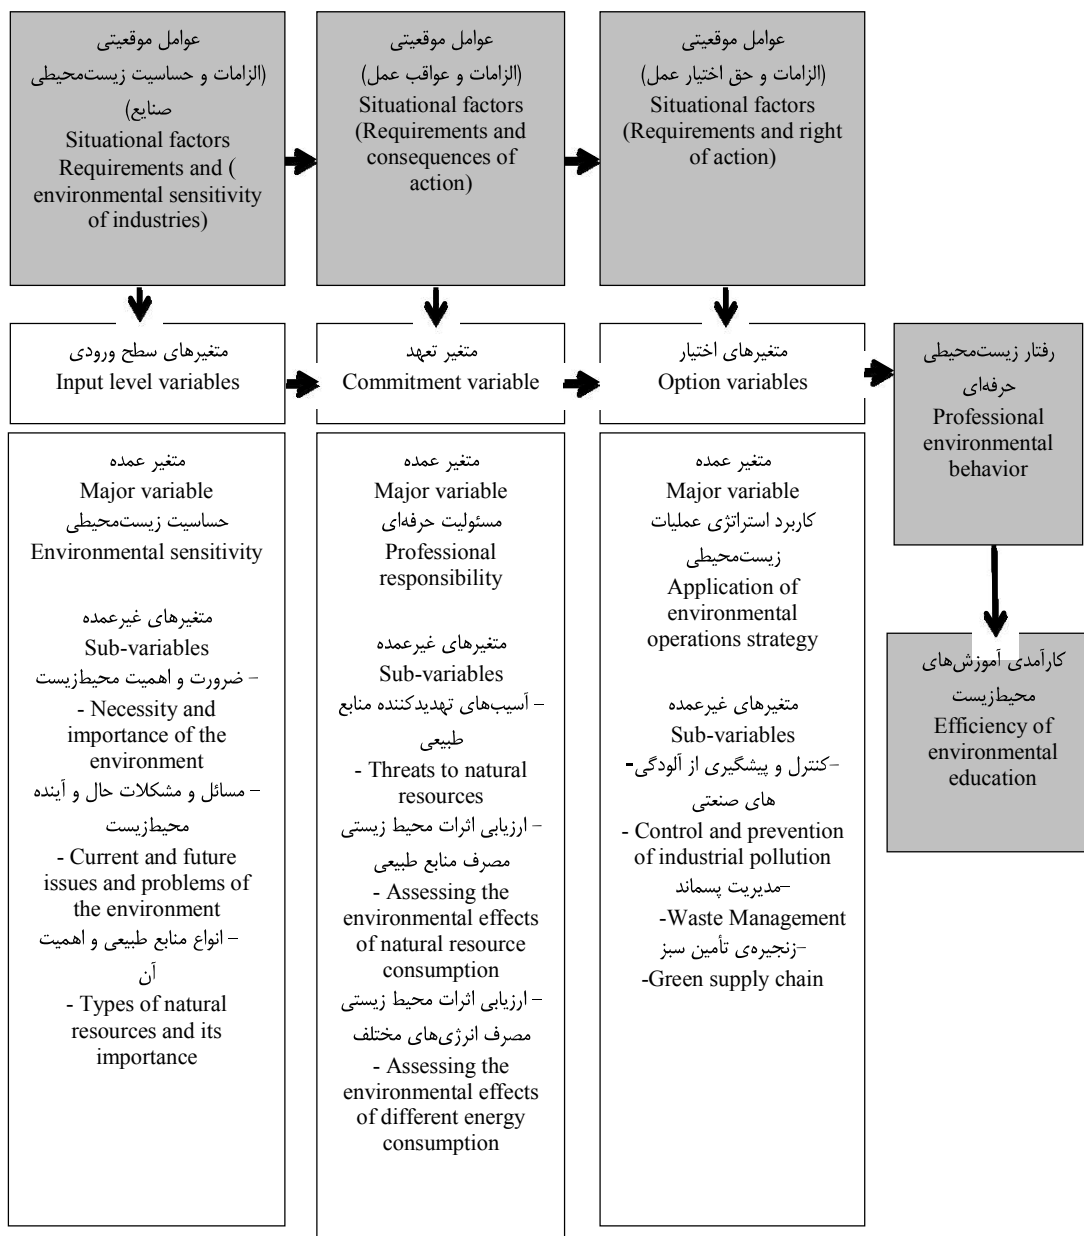 عوامل موقعیتی
(الزامات و حساسیت زیست‌محیطی
صنایع)
Situational factors
Requirements and (
environmental sensitivity
of industries)
عوامل موقعیتی
(الزامات و عواقب عمل)
Situational factors
(Requirements and
consequences of
action)
عوامل موقعیتی
(الزامات و حق اختیار عمل)
Situational factors
(Requirements and right
of action)
متغیرهای سطح ورودی
Input level variables
متغیر تعهد
Commitment variable
متغیرهای اختیار
Option variables
رفتار زیست‌محیطی
حرفه‌ای
Professional
environmental
behavior
متغیر عمده
Major variable
حساسیت زیست‌محیطی
Environmental sensitivity
متغیرهای غیرعمده
Sub-variables
– ضرورت و اهمیت محیط‌زیست
- Necessity and
importance of the
environment
– مسائل و مشکلات حال و آینده
محیط‌زیست
- Current and future
issues and problems of
the environment
– انواع منابع طبیعی و اهمیت
آن
- Types of natural
resources and its
importance
متغیر عمده
Major variable
مسئولیت حرفه‌ای
Professional
responsibility
متغیرهای غیرعمده
Sub-variables
– آسیب‌های تهدیدکننده منابع
طبیعی
- Threats to natural
resources
– ارزیابی اثرات محیط زیستی
مصرف منابع طبیعی
- Assessing the
environmental effects
of natural resource
consumption
– ارزیابی اثرات محیط زیستی
مصرف انرژی‌های مختلف
- Assessing the
environmental effects
of different energy
consumption
متغیر عمده
Major variable
کاربرد استراتژی عملیات
زیست‌محیطی
Application of
environmental
operations strategy
متغیرهای غیرعمده
Sub-variables
–کنترل و پیشگیری از آلودگی-
های صنعتی
- Control and prevention
of industrial pollution
–مدیریت پسماند
-Waste Management
–زنجیره‌ی تأمین سبز
-Green supply chain
کارآمدی آموزش‌های
محیط‌زیست
Efficiency of
environmental
education